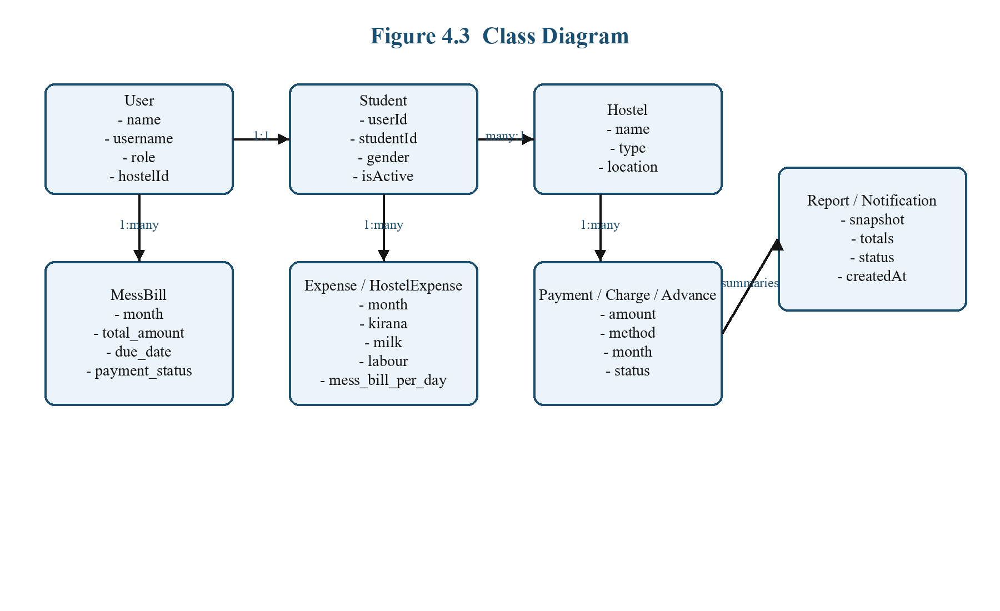 Figure 4.3  Class Diagram
User
- name
- username
- role
- hostelId
1:1
Student
- userId
- studentId
- gender
- isActive
many:1
Hostel
- name
- type
- location
1:many
1:many
1:many
MessBill
- month
- total_amount
- due_date
- payment_status
Expense / HostelExpense
- month
- kirana
- milk
- labour
- mess_bill_per_day
Payment / Charge / Advance
- amount
- method
- month
- status
summaries
Report / Notification
- snapshot
- totals
- status
- createdAt